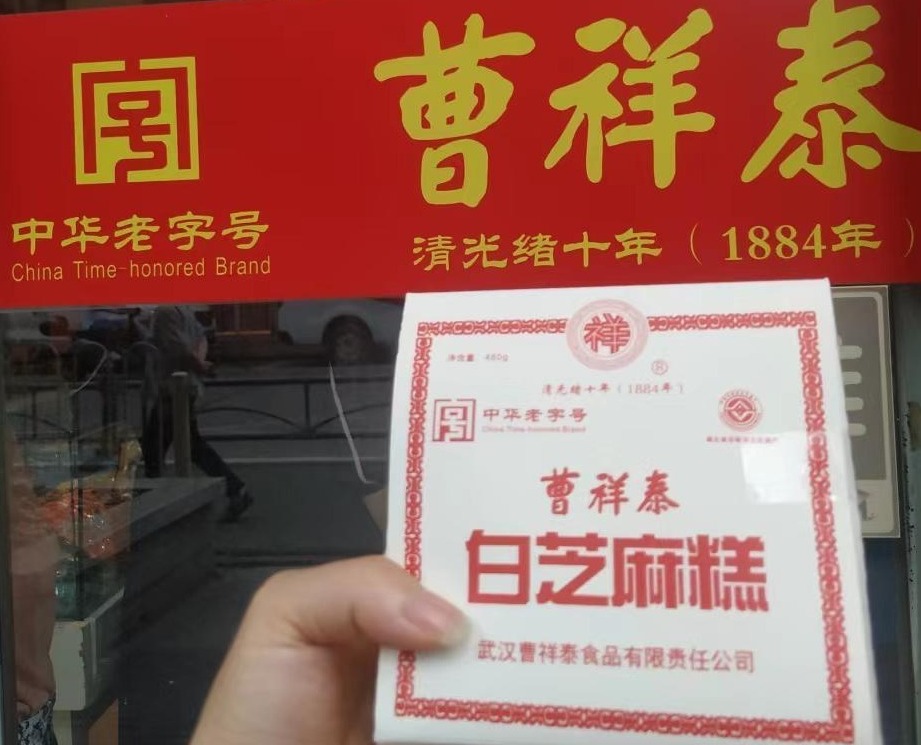 曹祥泰
中华老字号
China Time-honored Brand
清光绪十年（1884年）
祥
®
净含量 480g
清光绪十年（1884年）
中华老字号
China Time-honored Brand
曹祥泰
白芝麻糕
武汉曹祥泰食品有限责任公司